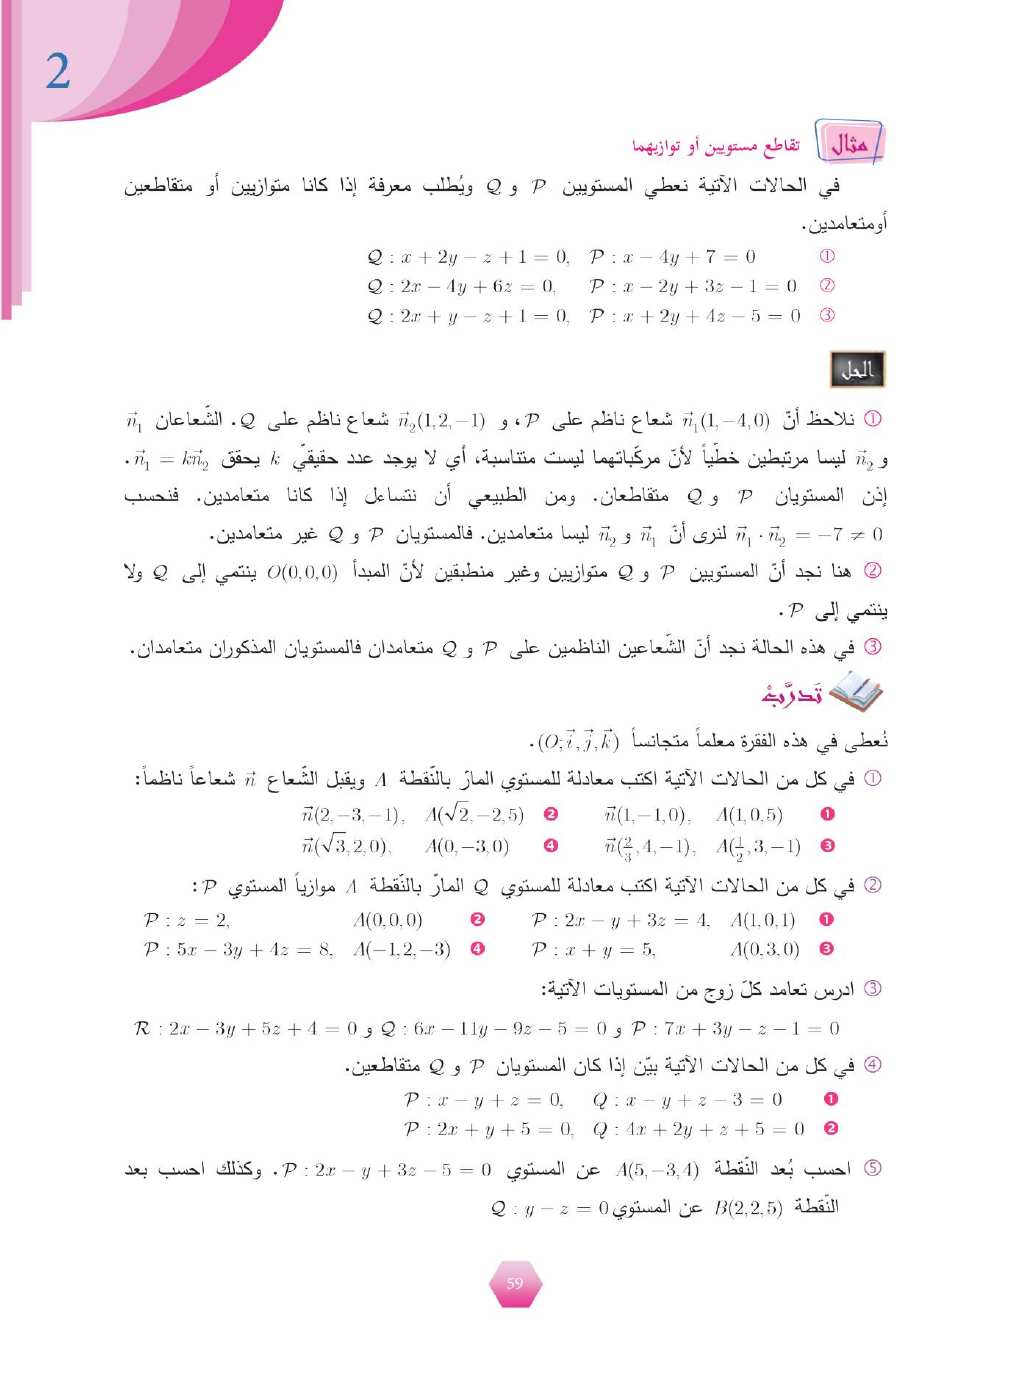 2
مثال تقاطع مستويين أو توازيهما
في الحالات الآتية نعطي المستويين P و Q ويُطلب معرفة إذا كانا متوازيين أو متقاطعين
أومتعامدين.
① P : x − 4y + 7 = 0 ,Q : x + 2y − z + 1 = 0
② P : x − 2y + 3z − 1 = 0 ,Q : 2x − 4y + 6z = 0
③ P : x + 2y + 4z − 5 = 0 ,Q : 2x + y − z + 1 = 0
الحل
① نلاحظ أنّ n⃗₁(1,−4,0) شعاع ناظم على P ، و n⃗₂(1,2,−1) شعاع ناظم على Q . الشّعاعان n⃗₁
و n⃗₂ ليسا مرتبطين خطّياً لأنّ مركّباتهما ليست متناسبة، أي لا يوجد عدد حقيقيّ k يحقق n⃗₁ = kn⃗₂ .
إذن المستويان P و Q متقاطعان. ومن الطبيعي أن نتساءل إذا كانا متعامدين. فنحسب
n⃗₁ · n⃗₂ = −7 ≠ 0 لنرى أنّ n⃗₁ و n⃗₂ ليسا متعامدين. فالمستويان P و Q غير متعامدين.
② هنا نجد أنّ المستويين P و Q متوازيين وغير منطبقين لأنّ المبدأ O(0,0,0) ينتمي إلى Q ولا
ينتمي إلى P .
③ في هذه الحالة نجد أنّ الشّعاعين الناظمين على P و Q متعامدان فالمستويان المذكوران متعامدان.
تَدرَّبْ
نُعطى في هذه الفقرة معلماً متجانساً (O; i⃗, j⃗, k⃗) .
① في كل من الحالات الآتية اكتب معادلة للمستوي المارّ بالنّقطة A ويقبل الشّعاع n⃗ شعاعاً ناظماً:
❶ A(1,0,5) ,n⃗(1,−1,0) ❷ A(√2,−2,5) ,n⃗(2,−3,−1)
❸ A(1/2,3,−1) ,n⃗(2/3,4,−1) ❹ A(0,−3,0) ,n⃗(√3,2,0)
② في كل من الحالات الآتية اكتب معادلة للمستوي Q المارّ بالنّقطة A موازياً المستوي P :
❶ A(1,0,1) ,P : 2x − y + 3z = 4 ❷ A(0,0,0) ,P : z = 2
❸ A(0,3,0) ,P : x + y = 5 ❹ A(−1,2,−3) ,P : 5x − 3y + 4z = 8
③ ادرس تعامد كلّ زوج من المستويات الآتية:
P : 7x + 3y − z − 1 = 0 و Q : 6x − 11y − 9z − 5 = 0 و R : 2x − 3y + 5z + 4 = 0
④ في كل من الحالات الآتية بيّن إذا كان المستويان P و Q متقاطعين.
❶ P : x − y + z = 0, Q : x − y + z − 3 = 0
❷ P : 2x + y + 5 = 0, Q : 4x + 2y + z + 5 = 0
⑤ احسب بُعد النّقطة A(5,−3,4) عن المستوي P : 2x − y + 3z − 5 = 0 . وكذلك احسب بعد
النّقطة B(2,2,5) عن المستوي Q : y − z = 0
59